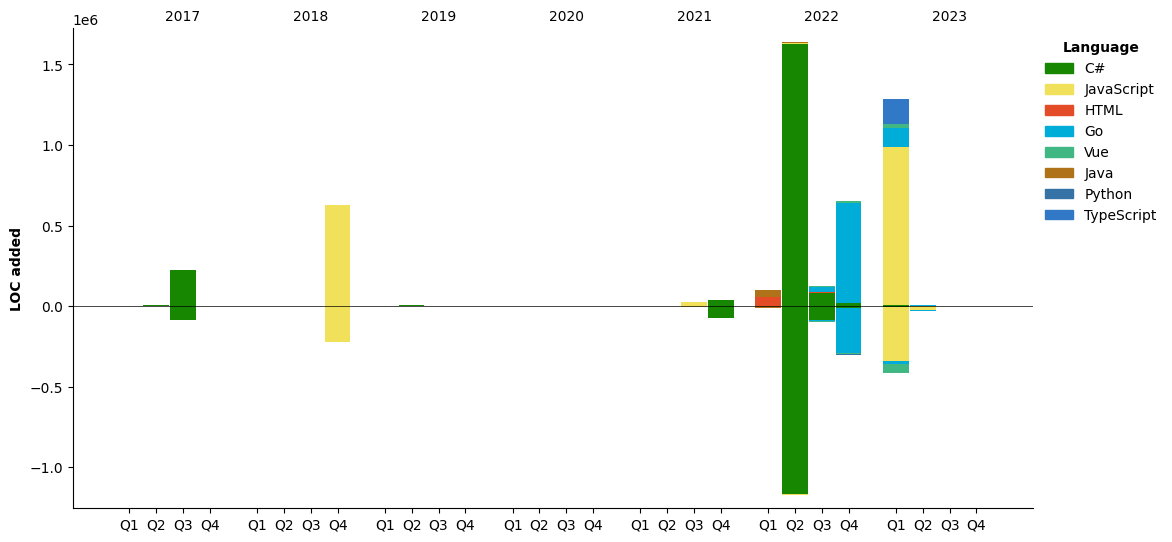 1e6
2017 2018 2019 2020 2021 2022 2023
Language
C#
JavaScript
HTML
Go
Vue
Java
Python
TypeScript
LOC added
1.5
1.0
0.5
0.0
−0.5
−1.0
Q1 Q2 Q3 Q4 Q1 Q2 Q3 Q4 Q1 Q2 Q3 Q4 Q1 Q2 Q3 Q4 Q1 Q2 Q3 Q4 Q1 Q2 Q3 Q4 Q1 Q2 Q3 Q4